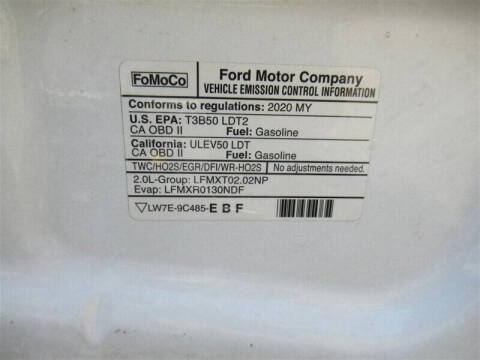 FoMoCo
Ford Motor Company
VEHICLE EMISSION CONTROL INFORMATION
Conforms to regulations: 2020 MY
U.S. EPA: T3B50 LDT2
CA OBD II Fuel: Gasoline
California: ULEV50 LDT
CA OBD II Fuel: Gasoline
TWC/HO2S/EGR/DFI/WR-HO2S No adjustments needed.
2.0L-Group: LFMXT02.02NP
Evap: LFMXR0130NDF
LW7E-9C485-EBF